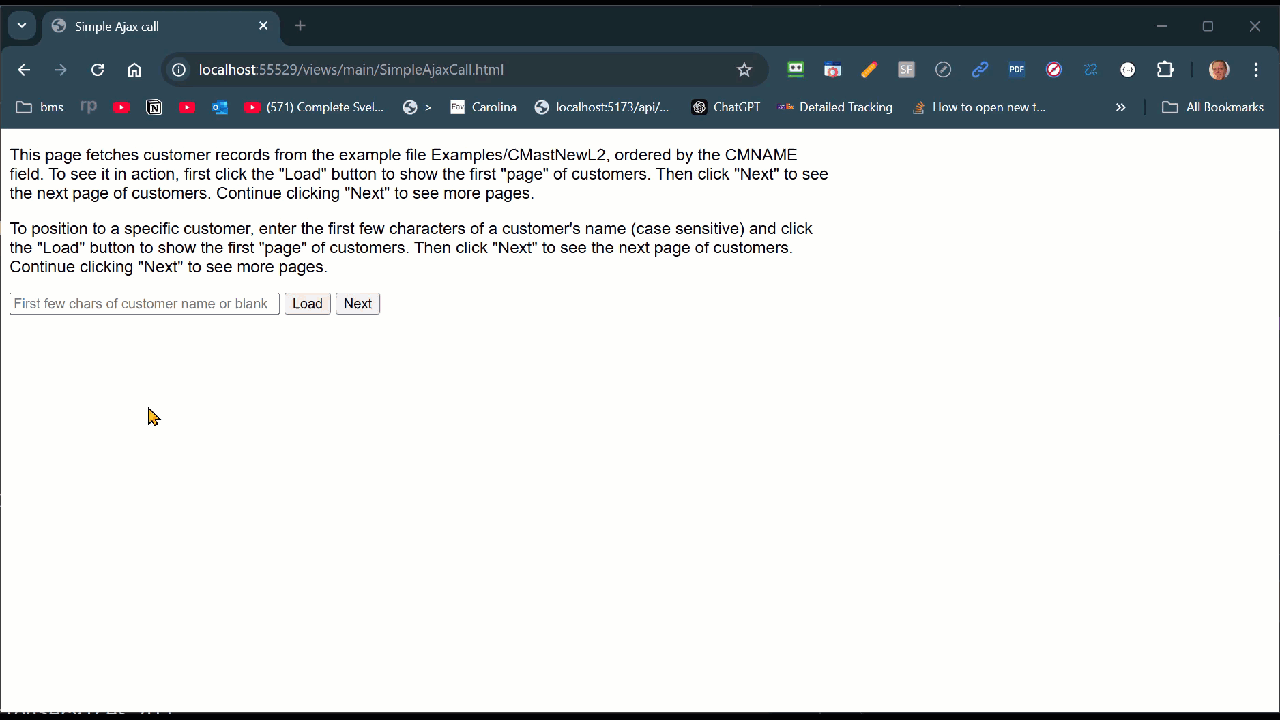 Simple Ajax call
localhost:55529/views/main/SimpleAjaxCall.html
SF PDF
bms rp (571) Complete Svel... > Fox Carolina localhost:5173/api/... ChatGPT Detailed Tracking How to open new t... » All Bookmarks
This page fetches customer records from the example file Examples/CMastNewL2, ordered by the CMNAME
field. To see it in action, first click the "Load" button to show the first "page" of customers. Then click "Next" to see
the next page of customers. Continue clicking "Next" to see more pages.
To position to a specific customer, enter the first few characters of a customer's name (case sensitive) and click
the "Load" button to show the first "page" of customers. Then click "Next" to see the next page of customers.
Continue clicking "Next" to see more pages.
First few chars of customer name or blank Load Next